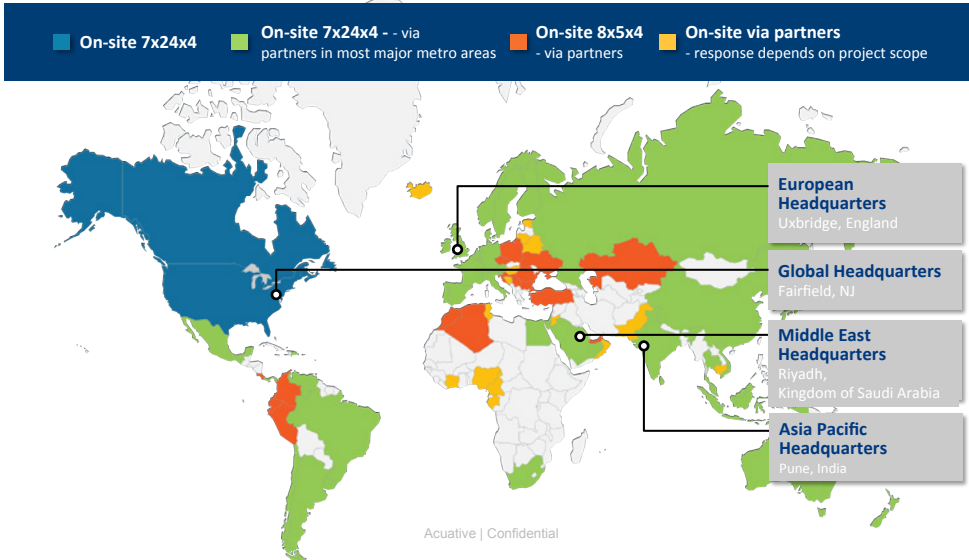 On-site 7x24x4
On-site 7x24x4 - - via
partners in most major metro areas
On-site 8x5x4
- via partners
On-site via partners
- response depends on project scope
European
Headquarters
Uxbridge, England
Global Headquarters
Fairfield, NJ
Middle East
Headquarters
Riyadh,
Kingdom of Saudi Arabia
Asia Pacific
Headquarters
Pune, India
Acuative | Confidential